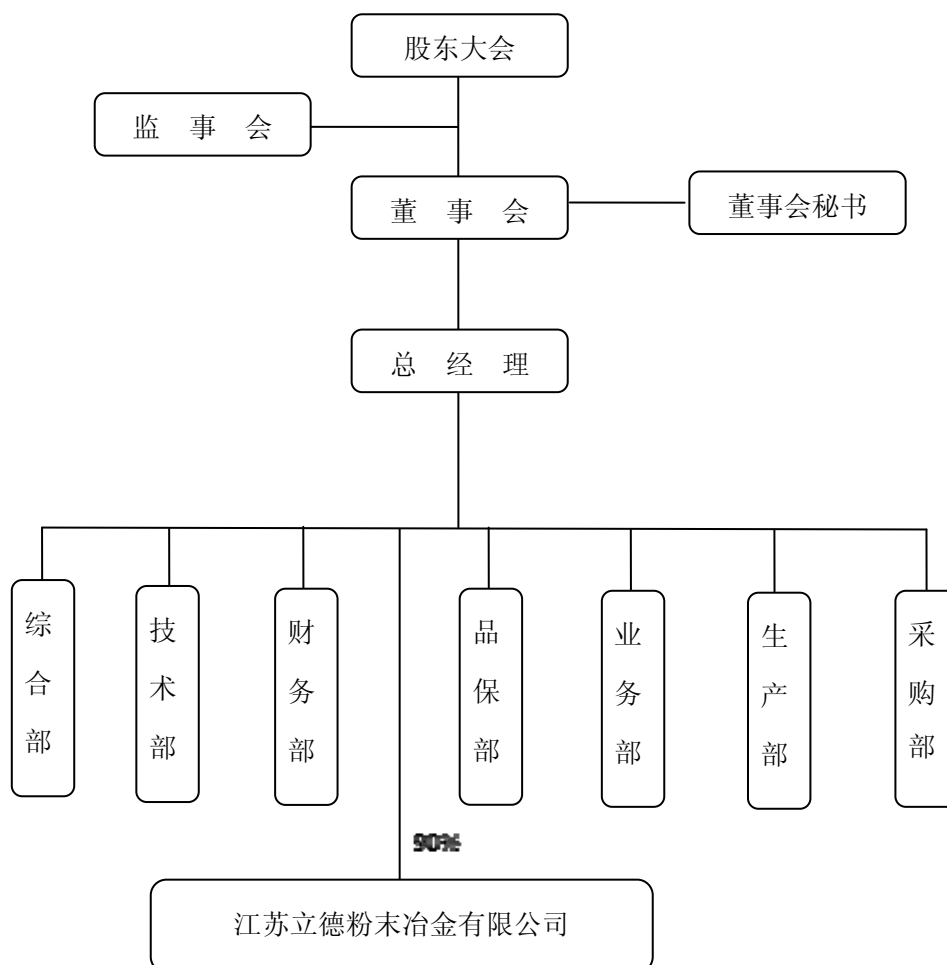 股东大会
监 事 会
董 事 会
董事会秘书
总 经 理
综合部
技术部
财务部
品保部
业务部
生产部
采购部
90%
江苏立德粉末冶金有限公司